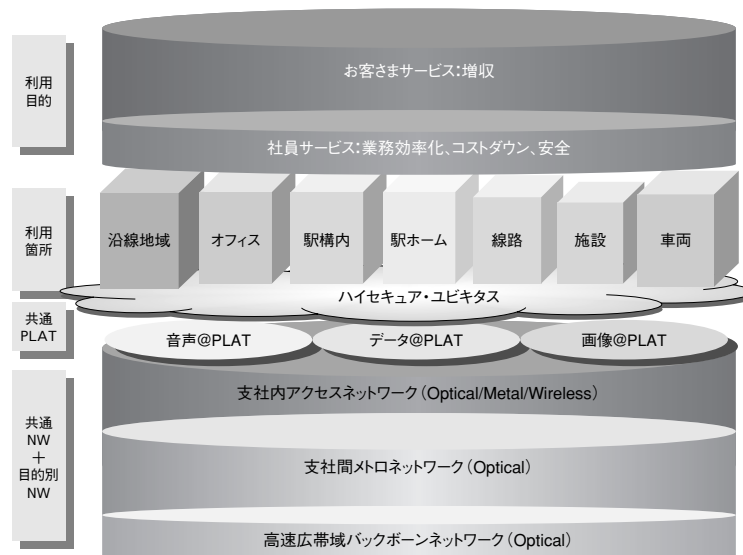 利用
目的
お客さまサービス：増収
社員サービス：業務効率化、コストダウン、安全
利用
箇所
沿線地域
オフィス
駅構内
駅ホーム
線路
施設
車両
ハイセキュア・ユビキタス
共通
PLAT
音声@PLAT
データ@PLAT
画像@PLAT
共通
NW
＋
目的別
NW
支社内アクセスネットワーク（Optical/Metal/Wireless）
支社間メトロネットワーク（Optical）
高速広帯域バックボーンネットワーク（Optical）